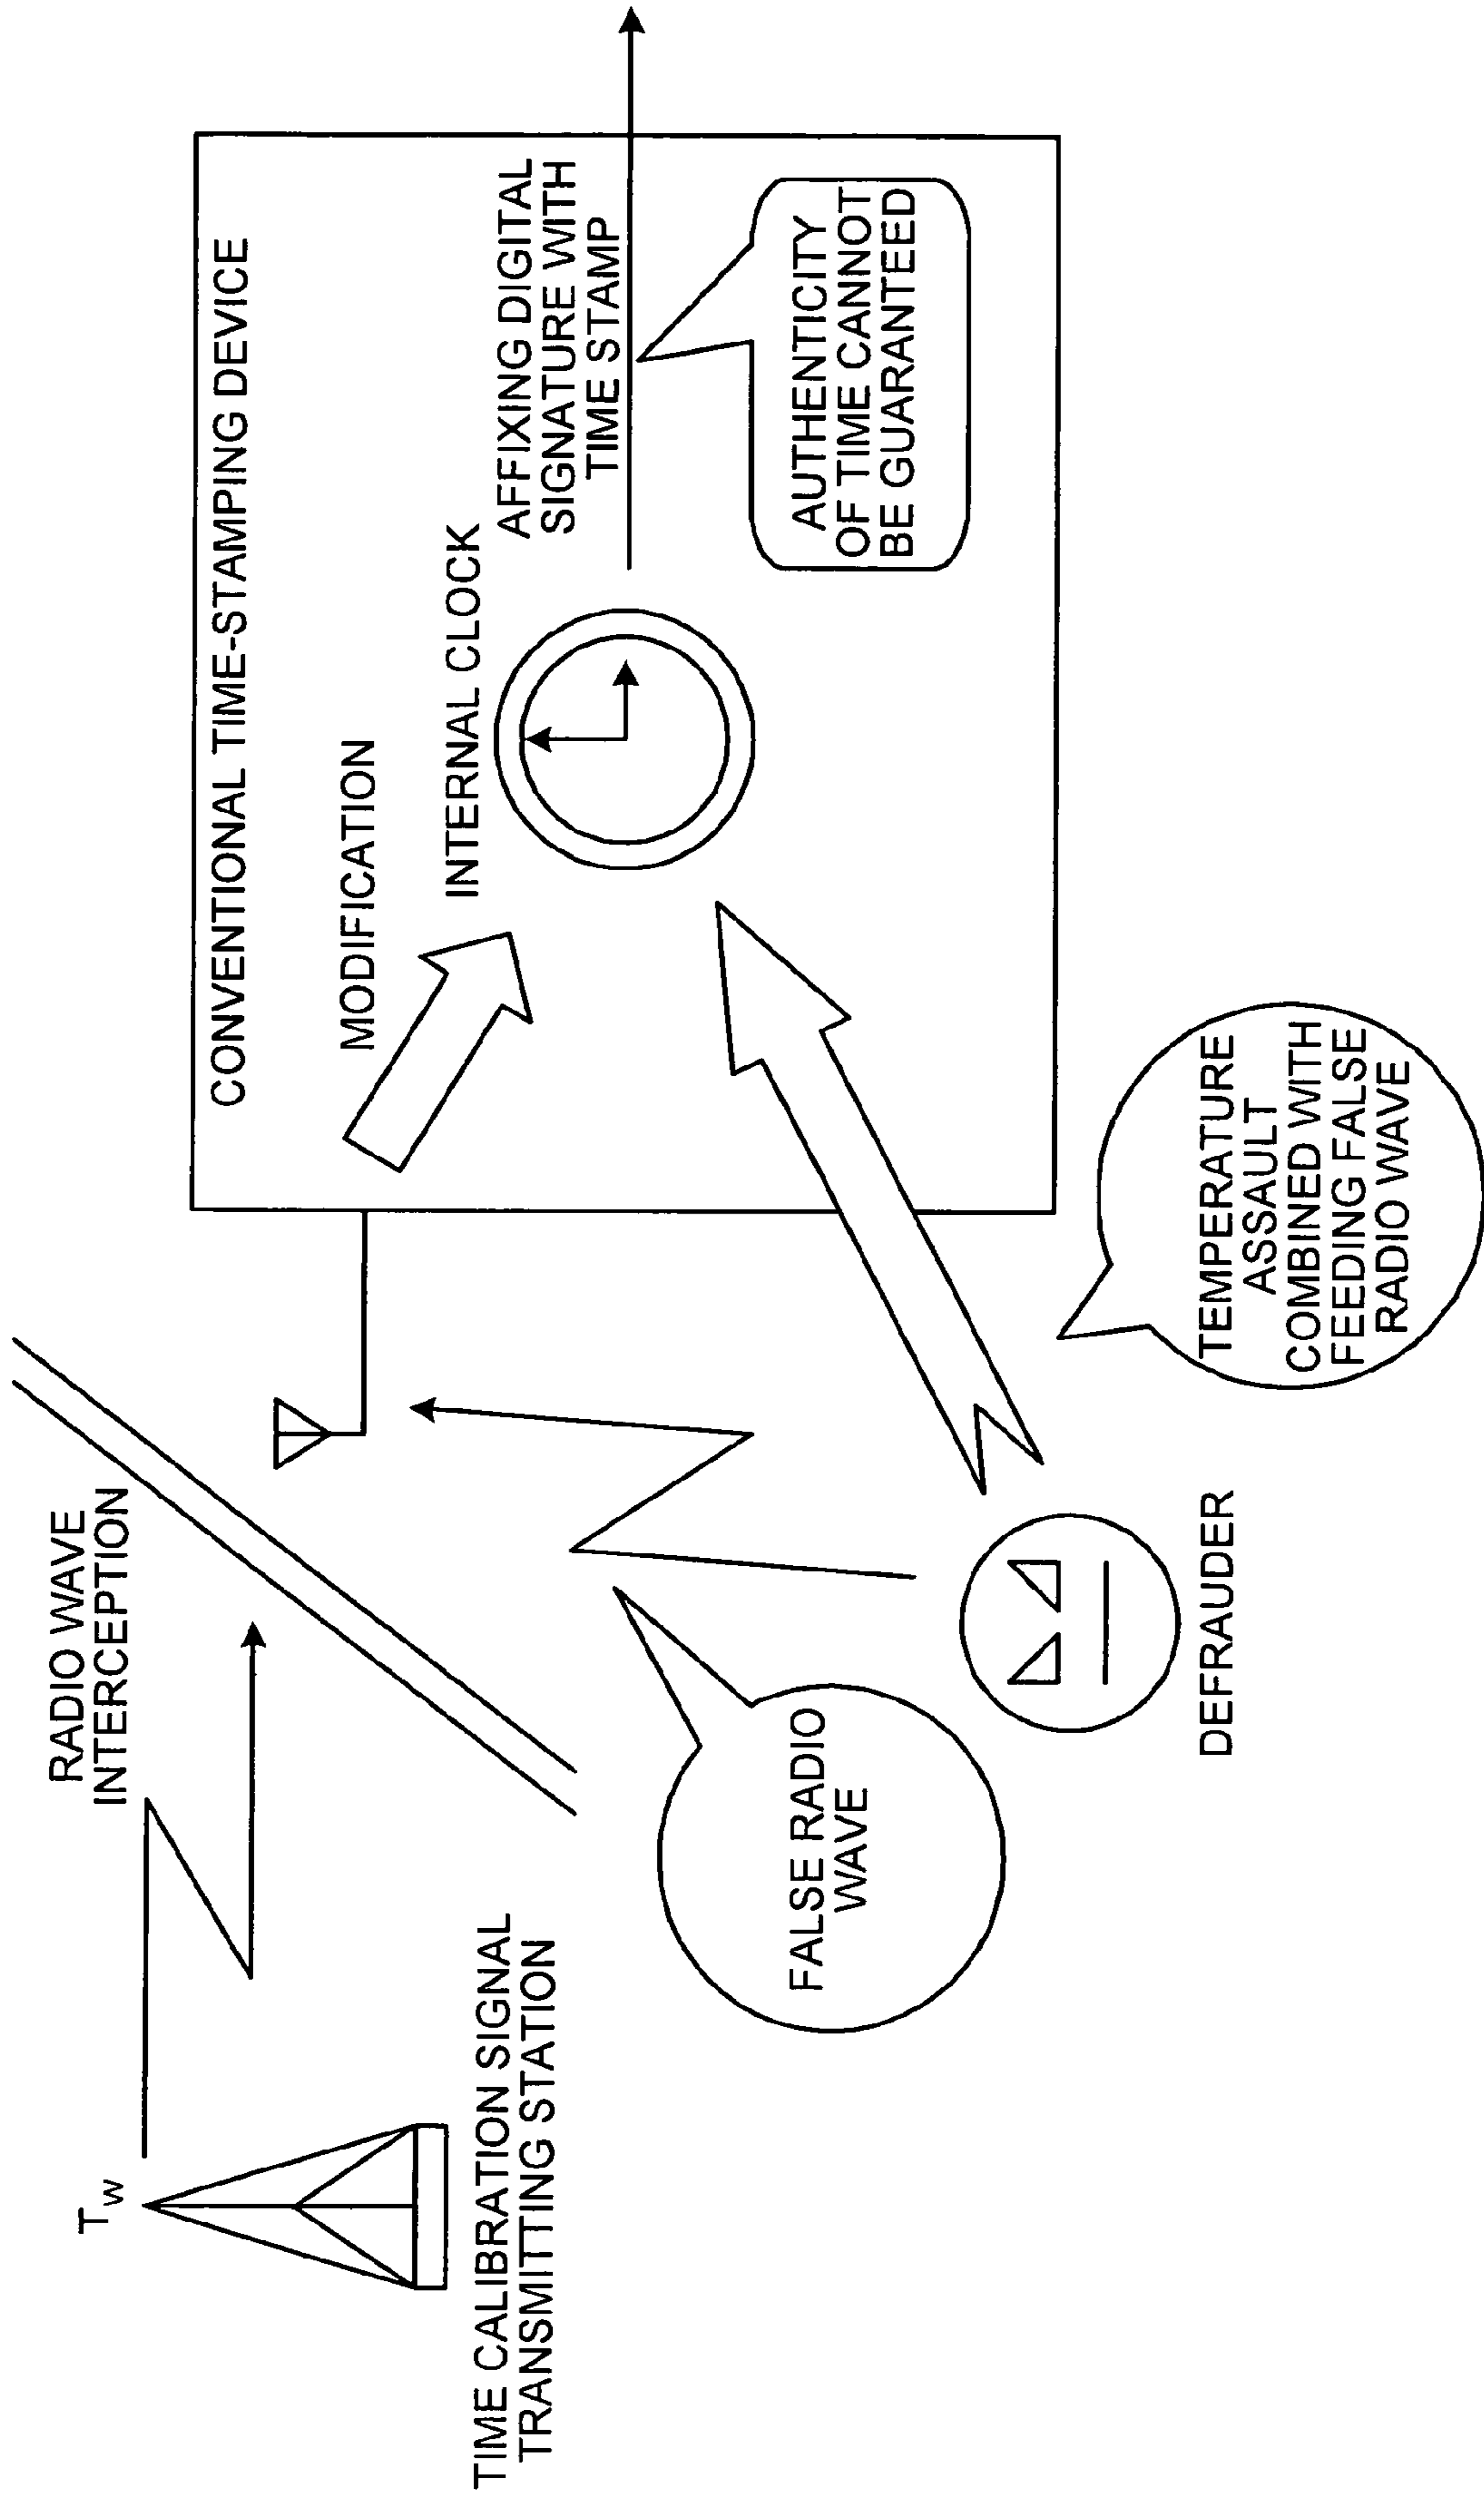 CONVENTIONAL TIME-STAMPING DEVICE
RADIO WAVE
INTERCEPTION
T W
MODIFICATION
INTERNAL CLOCK
AFFIXING DIGITAL
SIGNATURE WITH
TIME STAMP
TIME CALIBRATION SIGNAL
TRANSMITTING STATION
AUTHENTICITY
OF TIME CANNOT
BE GUARANTEED
FALSE RADIO
WAVE
DEFRAUDER
TEMPERATURE
ASSAULT
COMBINED WITH
FEEDING FALSE
RADIO WAVE